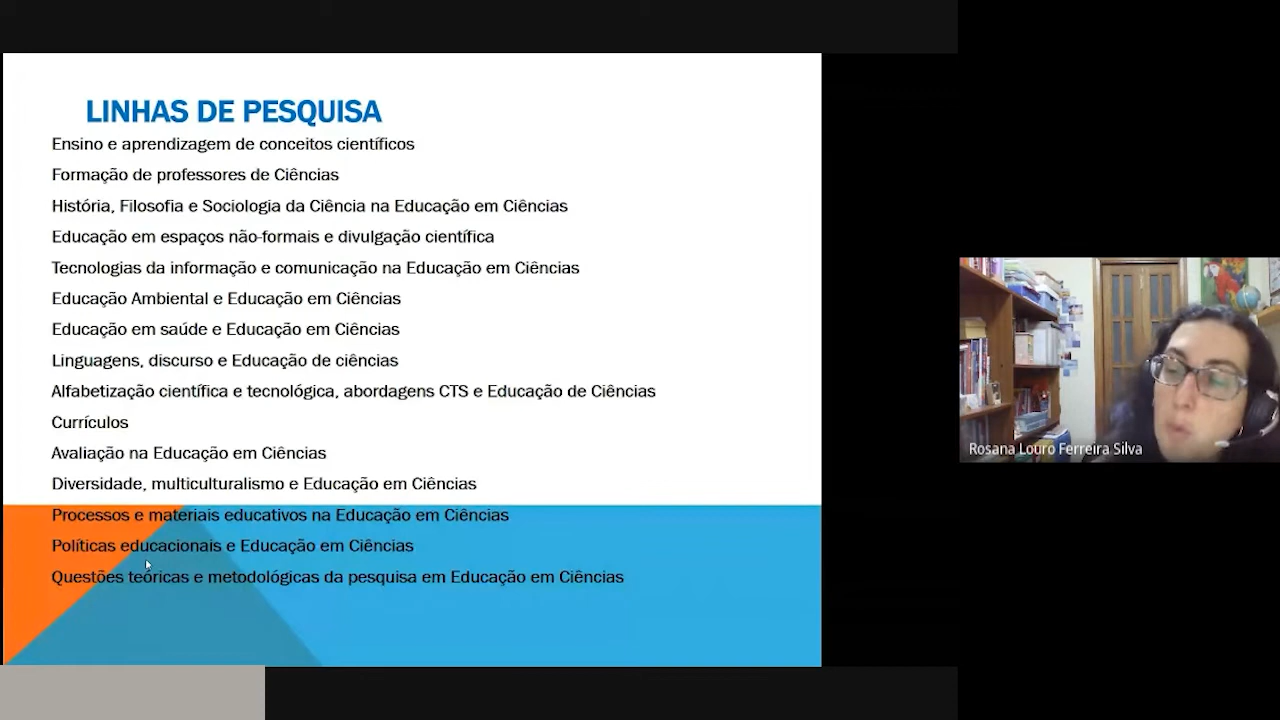 LINHAS DE PESQUISA
Ensino e aprendizagem de conceitos científicos
Formação de professores de Ciências
História, Filosofia e Sociologia da Ciência na Educação em Ciências
Educação em espaços não-formais e divulgação científica
Tecnologias da informação e comunicação na Educação em Ciências
Educação Ambiental e Educação em Ciências
Educação em saúde e Educação em Ciências
Linguagens, discurso e Educação de ciências
Alfabetização científica e tecnológica, abordagens CTS e Educação de Ciências
Currículos
Avaliação na Educação em Ciências
Diversidade, multiculturalismo e Educação em Ciências
Processos e materiais educativos na Educação em Ciências
Políticas educacionais e Educação em Ciências
Questões teóricas e metodológicas da pesquisa em Educação em Ciências
Rosana Louro Ferreira Silva